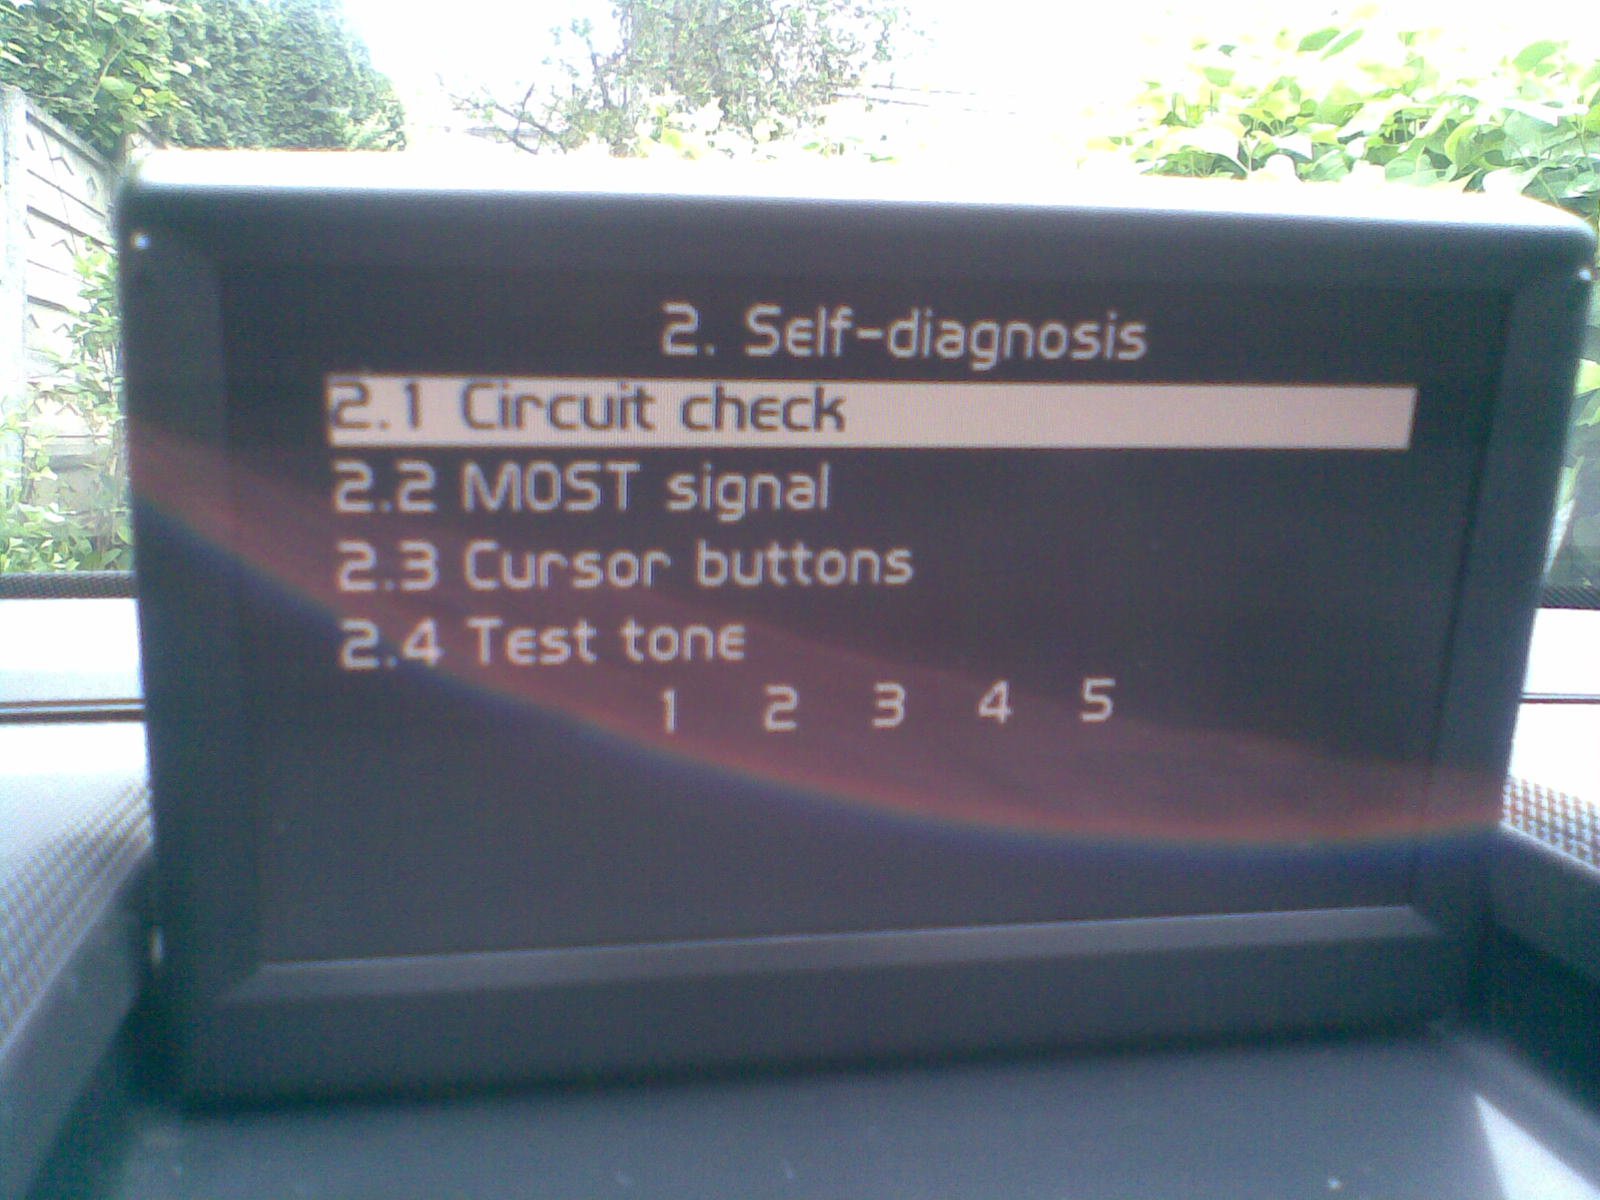 2. Self-diagnosis
2.1 Circuit check
2.2 MOST signal
2.3 Cursor buttons
2.4 Test tone
1 2 3 4 5